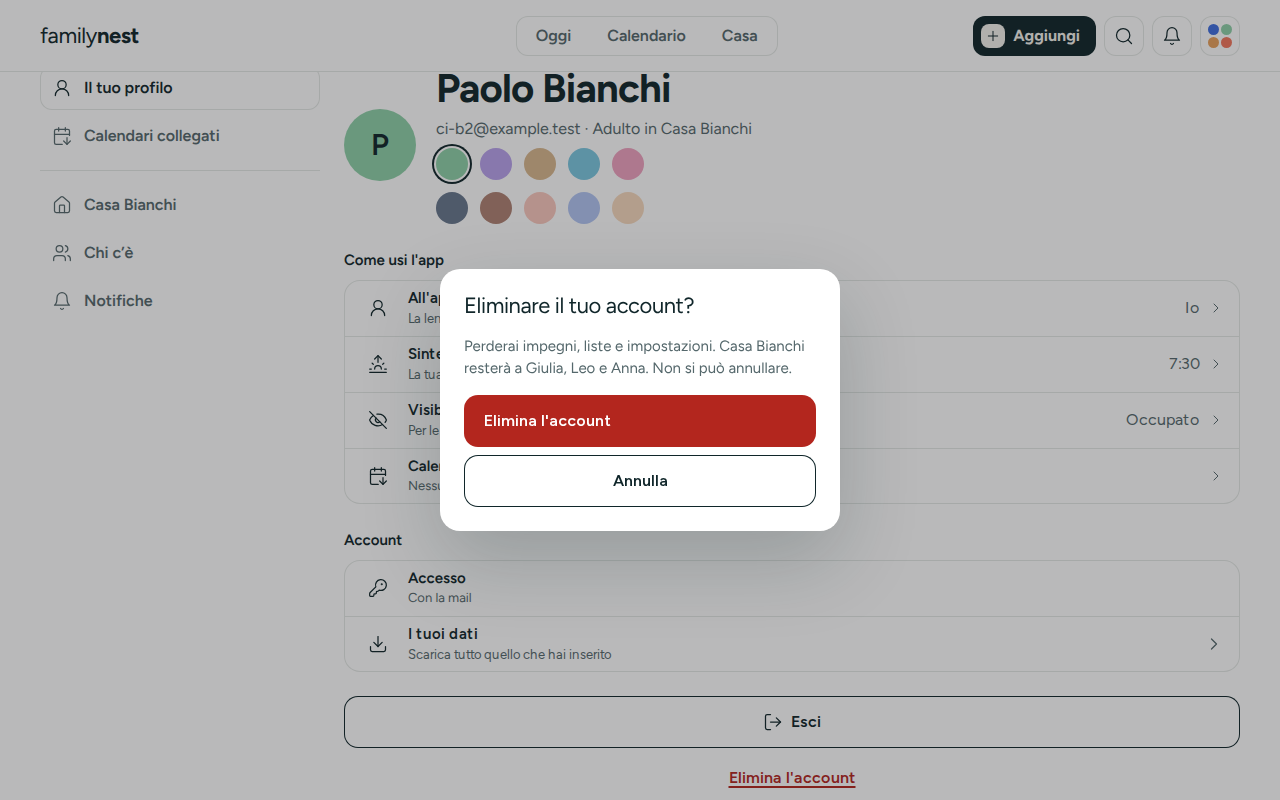 familynest
Oggi
Calendario
Casa
Aggiungi
Il tuo profilo
Calendari collegati
Casa Bianchi
Chi c’è
Notifiche
Paolo Bianchi
P
ci-b2@example.test · Adulto in Casa Bianchi
Come usi l'app
Io
7:30
Occupato
Eliminare il tuo account?
Perderai impegni, liste e impostazioni. Casa Bianchi
resterà a Giulia, Leo e Anna. Non si può annullare.
Elimina l'account
Annulla
Account
Accesso
Con la mail
I tuoi dati
Scarica tutto quello che hai inserito
Esci
Elimina l'account